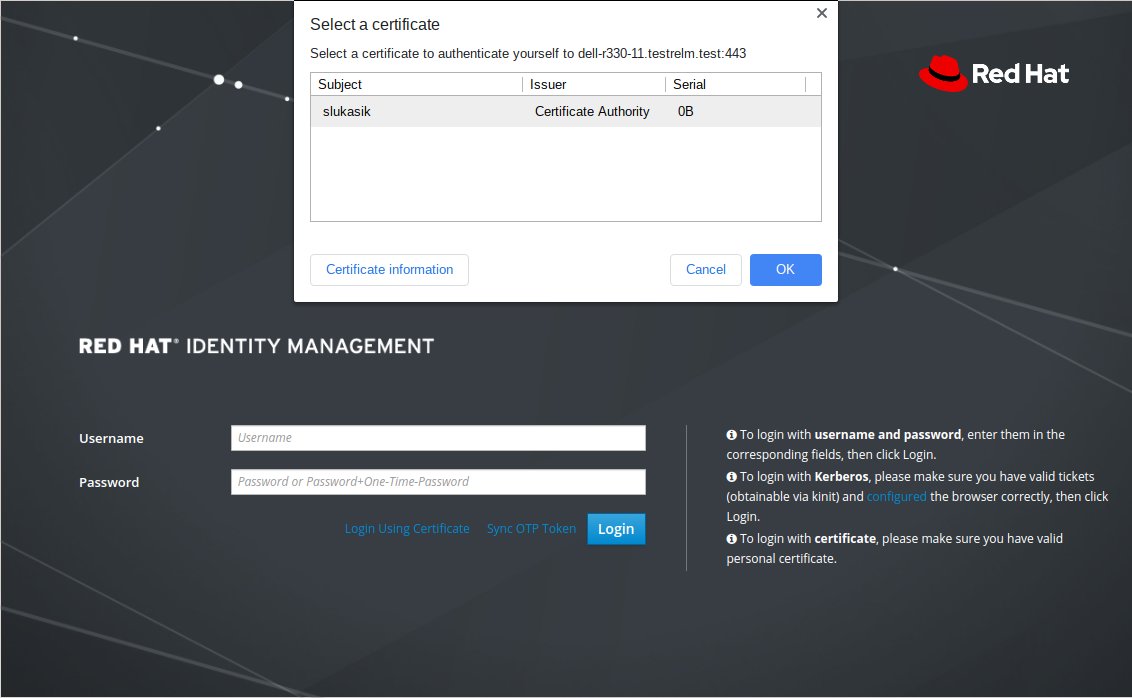 Select a certificate
Select a certificate to authenticate yourself to dell-r330-11.testrelm.test:443
Subject Issuer Serial
slukasik Certificate Authority 0B
Certificate information Cancel OK
Red Hat
RED HAT® IDENTITY MANAGEMENT
Username Username
Password Password or Password+One-Time-Password
Login Using Certificate Sync OTP Token Login
To login with username and password, enter them in the
corresponding fields, then click Login.
To login with Kerberos, please make sure you have valid tickets
(obtainable via kinit) and configured the browser correctly, then click
Login.
To login with certificate, please make sure you have valid
personal certificate.